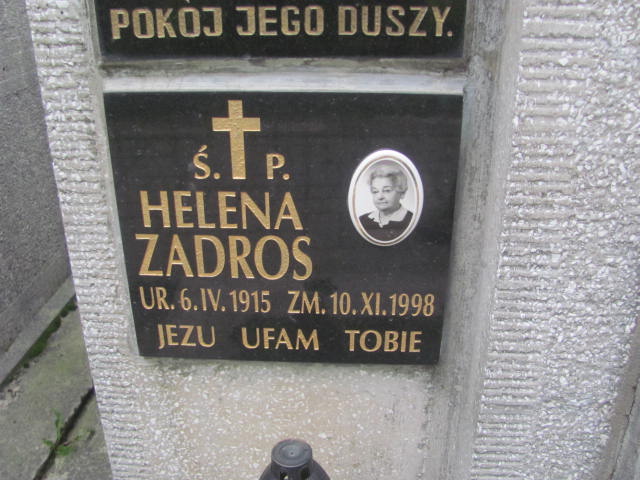 POKÓJ JEGO DUSZY.
Ś. P.
HELENA
ZADROS
UR. 6. IV. 1915 ZM. 10. XI. 1998
JEZU UFAM TOBIE